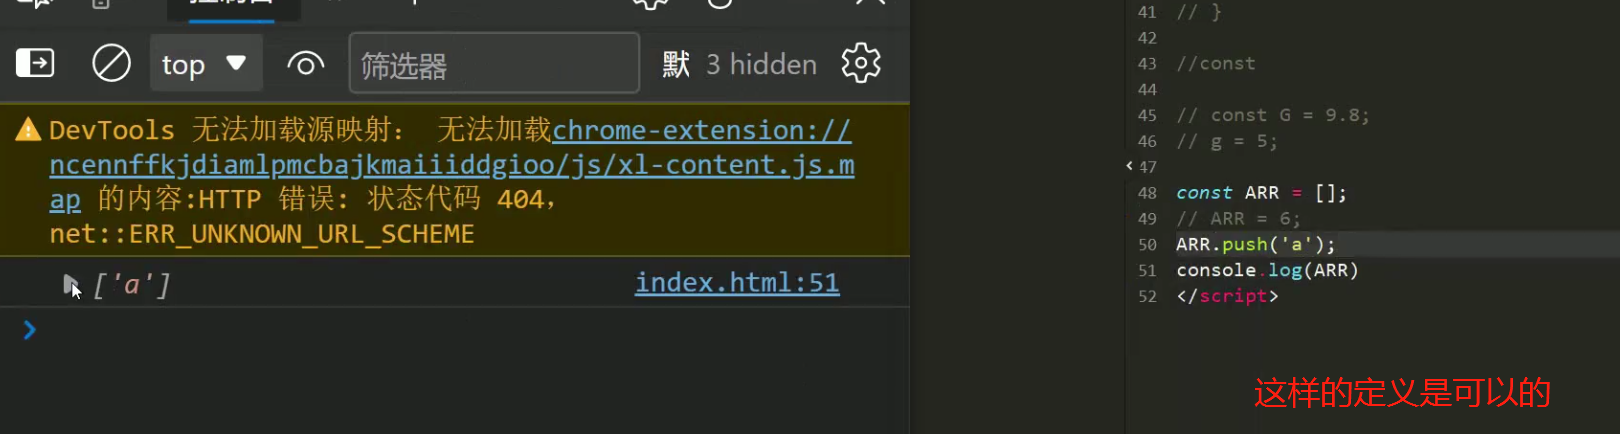 top
筛选器
默
3 hidden
DevTools 无法加载源映射： 无法加载chrome-extension://
ncennffkjdiamlpmcbajkmaiiiddgioo/js/xl-content.js.m
ap 的内容:HTTP 错误: 状态代码 404,
net::ERR_UNKNOWN_URL_SCHEME
['a']
index.html:51
41 // }
42
43 //const
44
45 // const G = 9.8;
46 // g = 5;
47
48 const ARR = [];
49 // ARR = 6;
50 ARR.push('a');
51 console.log(ARR)
52 </script>
这样的定义是可以的